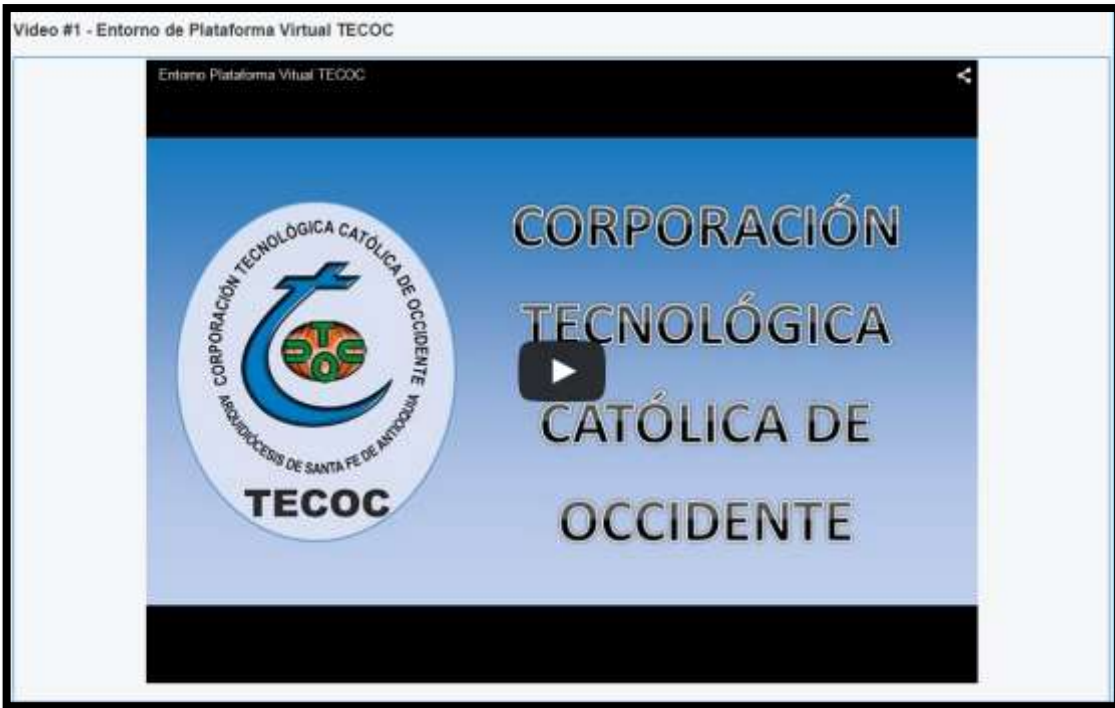 Video #1 - Entorno de Plataforma Virtual TECOC
Entorno Plataforma Vitual TECOC
CORPORACIÓN TECNOLÓGICA CATÓLICA DE OCCIDENTE
ARQUIDIÓCESIS DE SANTA FE DE ANTIOQUIA
TECOC
TECOC
CORPORACIÓN
TECNOLÓGICA
CATÓLICA DE
OCCIDENTE